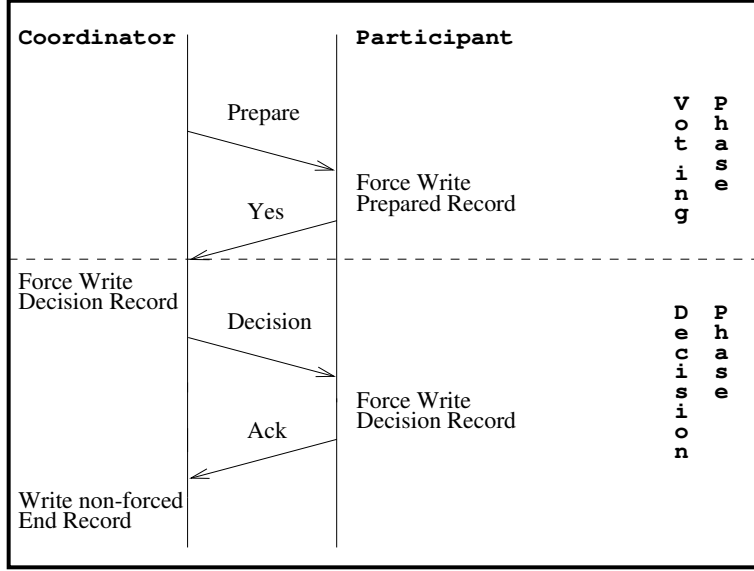 Coordinator
Participant
Prepare
Force Write
Prepared Record
Yes
Voting
Phase
Force Write
Decision Record
Decision
Force Write
Decision Record
Ack
Write non-forced
End Record
Decision
Phase